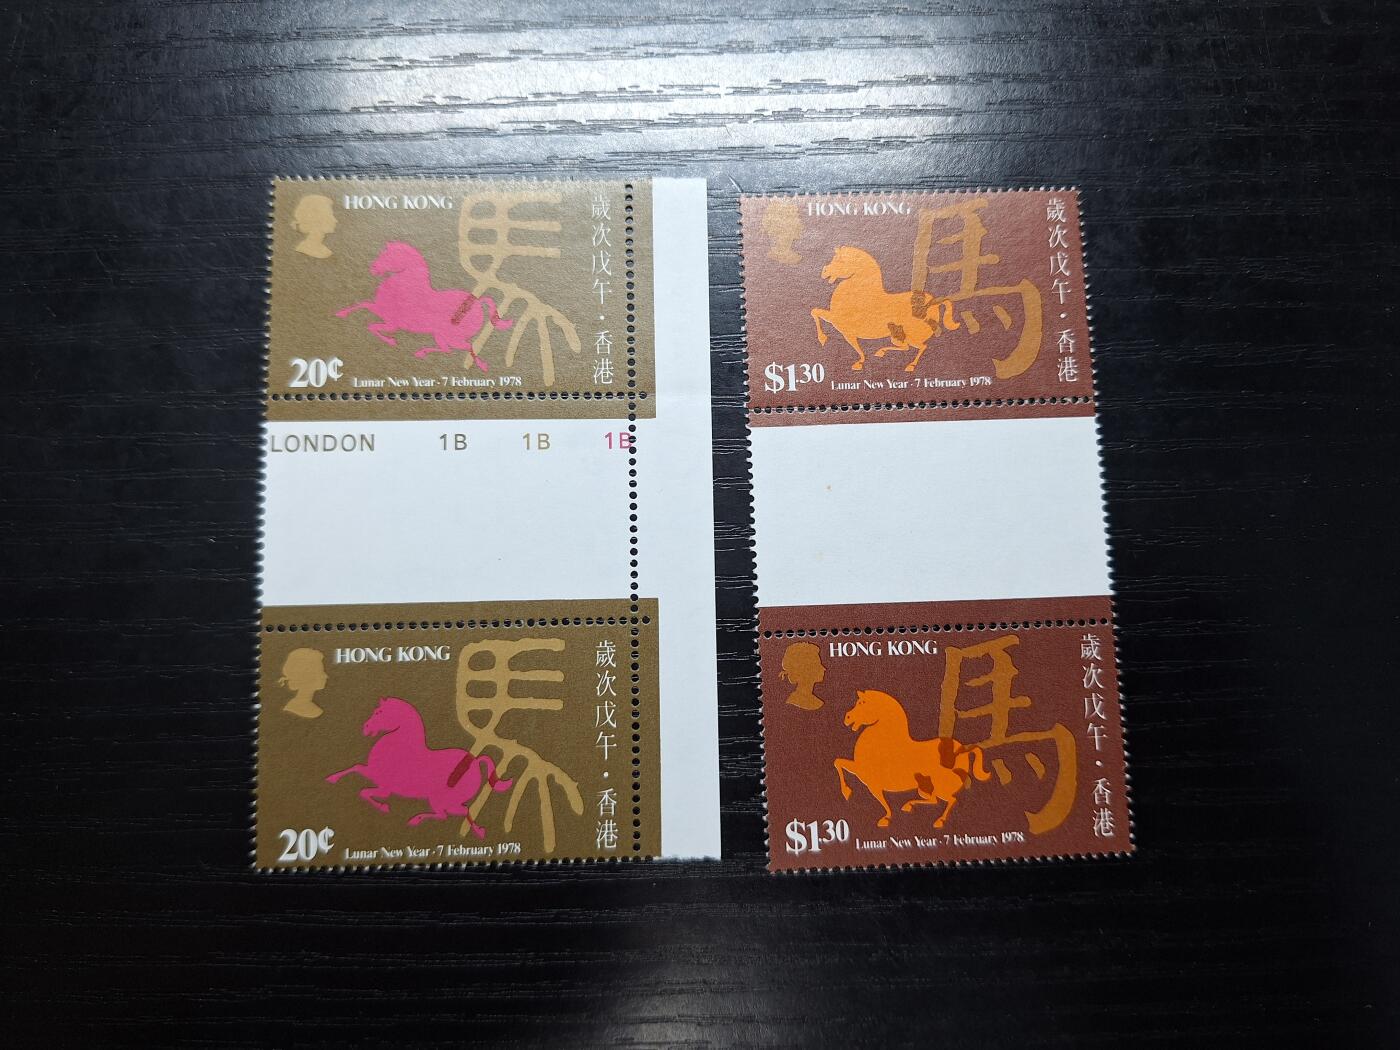 HONG KONG
馬
歲次戊午·香港
20¢
Lunar New Year · 7 February 1978
LONDON 1B 1B 1B
HONG KONG
馬
歲次戊午·香港
20¢
Lunar New Year · 7 February 1978
HONG KONG
馬
歲次戊午·香港
$1.30
Lunar New Year · 7 February 1978
HONG KONG
馬
歲次戊午·香港
$1.30
Lunar New Year · 7 February 1978